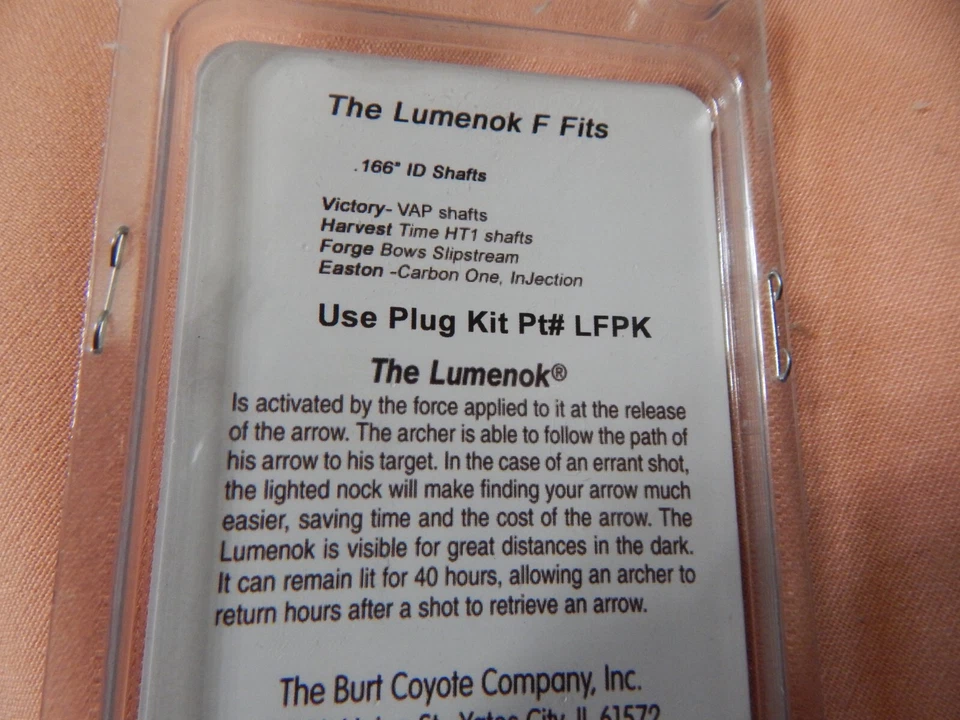 The Lumenok F Fits
.166" ID Shafts
Victory- VAP shafts
Harvest Time HT1 shafts
Forge Bows Slipstream
Easton -Carbon One, InJection
Use Plug Kit Pt# LFPK
The Lumenok®
Is activated by the force applied to it at the release
of the arrow. The archer is able to follow the path of
his arrow to his target. In the case of an errant shot,
the lighted nock will make finding your arrow much
easier, saving time and the cost of the arrow. The
Lumenok is visible for great distances in the dark.
It can remain lit for 40 hours, allowing an archer to
return hours after a shot to retrieve an arrow.
The Burt Coyote Company, Inc.
St., Yates City, IL 61572